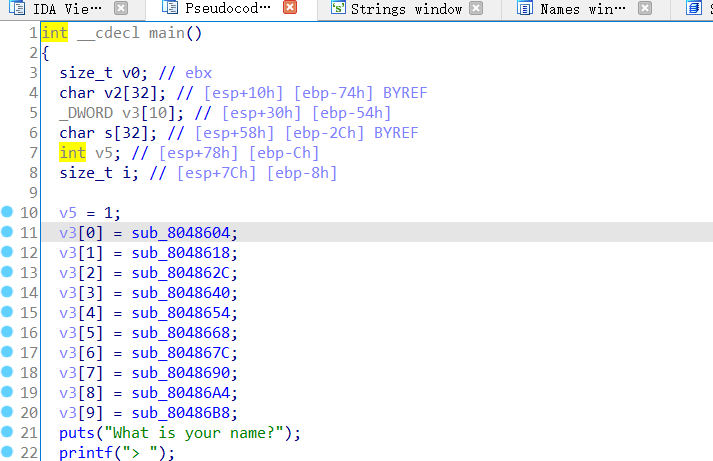 IDA Vie⋯ Pseudocod⋯ Strings window Names win⋯
1 int __cdecl main()
2 {
3 size_t v0; // ebx
4 char v2[32]; // [esp+10h] [ebp-74h] BYREF
5 _DWORD v3[10]; // [esp+30h] [ebp-54h]
6 char s[32]; // [esp+58h] [ebp-2Ch] BYREF
7 int v5; // [esp+78h] [ebp-Ch]
8 size_t i; // [esp+7Ch] [ebp-8h]
9
10 v5 = 1;
11 v3[0] = sub_8048604;
12 v3[1] = sub_8048618;
13 v3[2] = sub_804862C;
14 v3[3] = sub_8048640;
15 v3[4] = sub_8048654;
16 v3[5] = sub_8048668;
17 v3[6] = sub_804867C;
18 v3[7] = sub_8048690;
19 v3[8] = sub_80486A4;
20 v3[9] = sub_80486B8;
21 puts("What is your name?");
22 printf("> ");